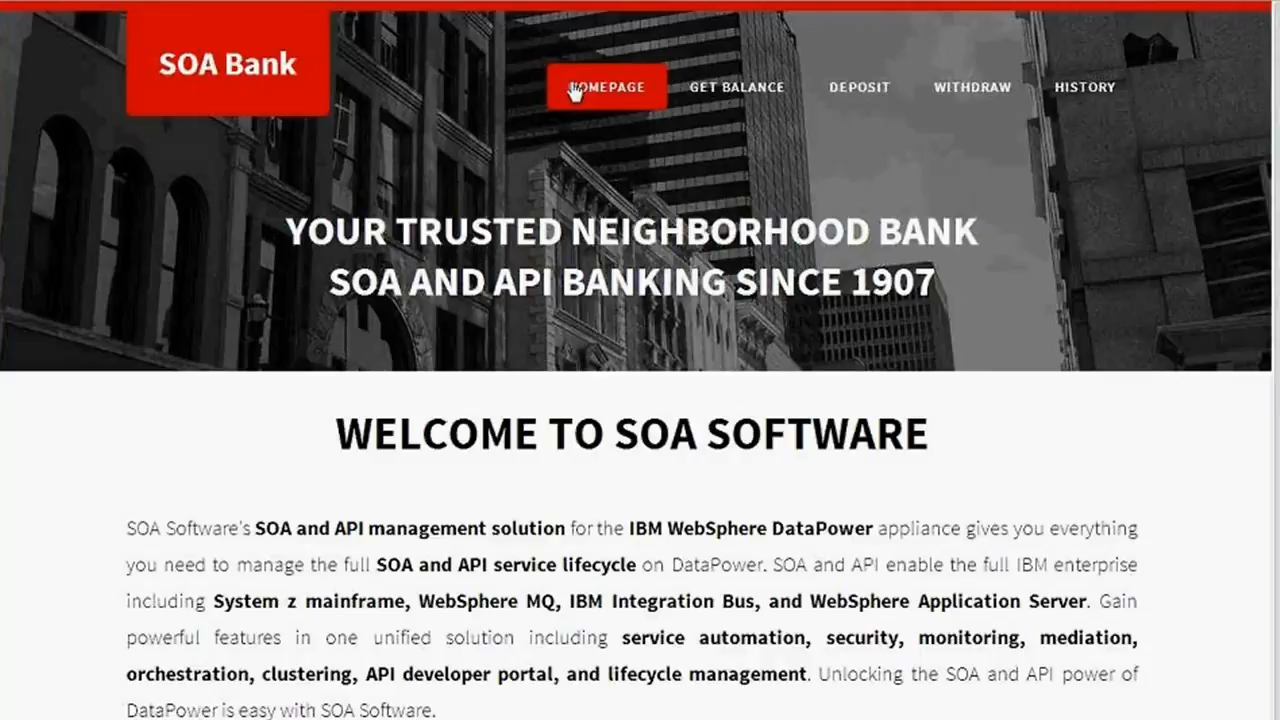 SOA Bank
HOMEPAGE GET BALANCE DEPOSIT WITHDRAW HISTORY
YOUR TRUSTED NEIGHBORHOOD BANK
SOA AND API BANKING SINCE 1907
WELCOME TO SOA SOFTWARE
SOA Software's SOA and API management solution for the IBM WebSphere DataPower appliance gives you everything
you need to manage the full SOA and API service lifecycle on DataPower. SOA and API enable the full IBM enterprise
including System z mainframe, WebSphere MQ, IBM Integration Bus, and WebSphere Application Server. Gain
powerful features in one unified solution including service automation, security, monitoring, mediation,
orchestration, clustering, API developer portal, and lifecycle management. Unlocking the SOA and API power of
DataPower is easy with SOA Software.